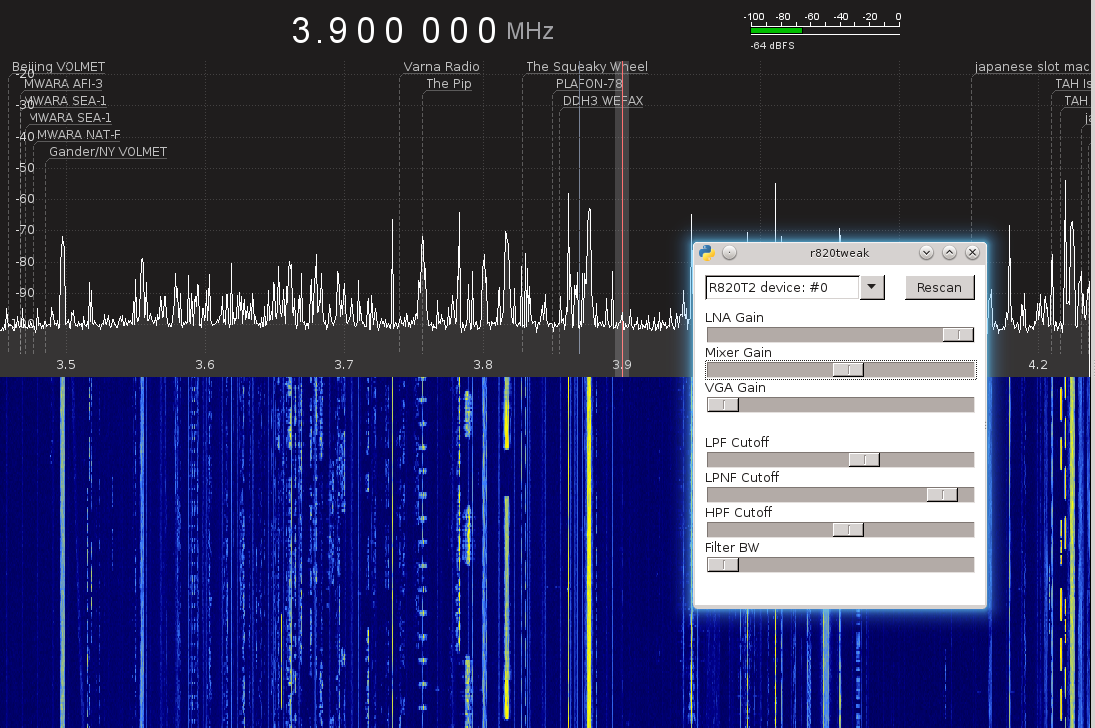 3.900 000 MHz
-100 -80 -60 -40 -20 0
-64 dBFS
Beijing VOLMET
Varna Radio
The Squeaky Wheel
japanese slot mac
-20
MWARA AFI-3
The Pip
PLAFON-78
TAH Is
MWARA SEA-1
DDH3 WEFAX
TAH
-30
MWARA SEA-1
MWARA NAT-F
-40
Gander/NY VOLMET
-50
-60
-70
-80
-90
3.5 3.6 3.7 3.8 3.9 4.2
r820tweak
R820T2 device: #0
Rescan
LNA Gain
Mixer Gain
VGA Gain
LPF Cutoff
LPNF Cutoff
HPF Cutoff
Filter BW